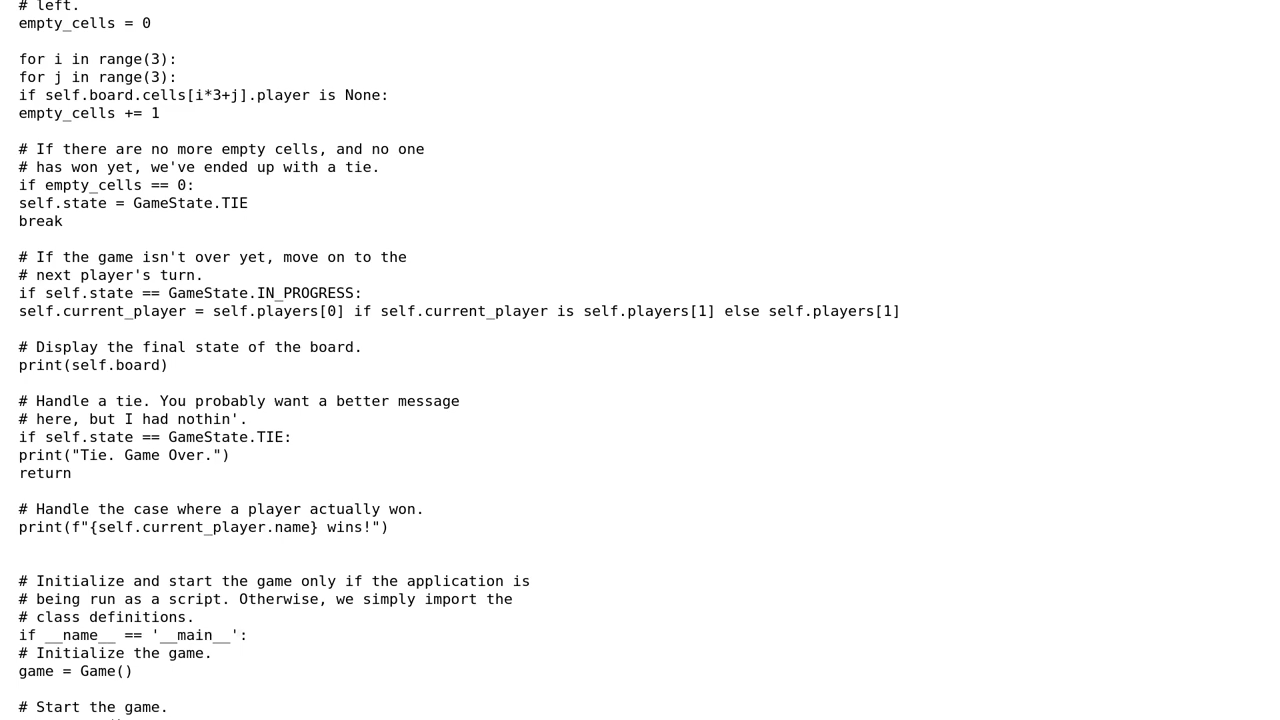 # left.
empty_cells = 0

for i in range(3):
for j in range(3):
if self.board.cells[i*3+j].player is None:
empty_cells += 1

# If there are no more empty cells, and no one
# has won yet, we've ended up with a tie.
if empty_cells == 0:
self.state = GameState.TIE
break

# If the game isn't over yet, move on to the
# next player's turn.
if self.state == GameState.IN_PROGRESS:
self.current_player = self.players[0] if self.current_player is self.players[1] else self.players[1]

# Display the final state of the board.
print(self.board)

# Handle a tie. You probably want a better message
# here, but I had nothin'.
if self.state == GameState.TIE:
print("Tie. Game Over.")
return

# Handle the case where a player actually won.
print(f"{self.current_player.name} wins!")


# Initialize and start the game only if the application is
# being run as a script. Otherwise, we simply import the
# class definitions.
if __name__ == '__main__':
# Initialize the game.
game = Game()

# Start the game.